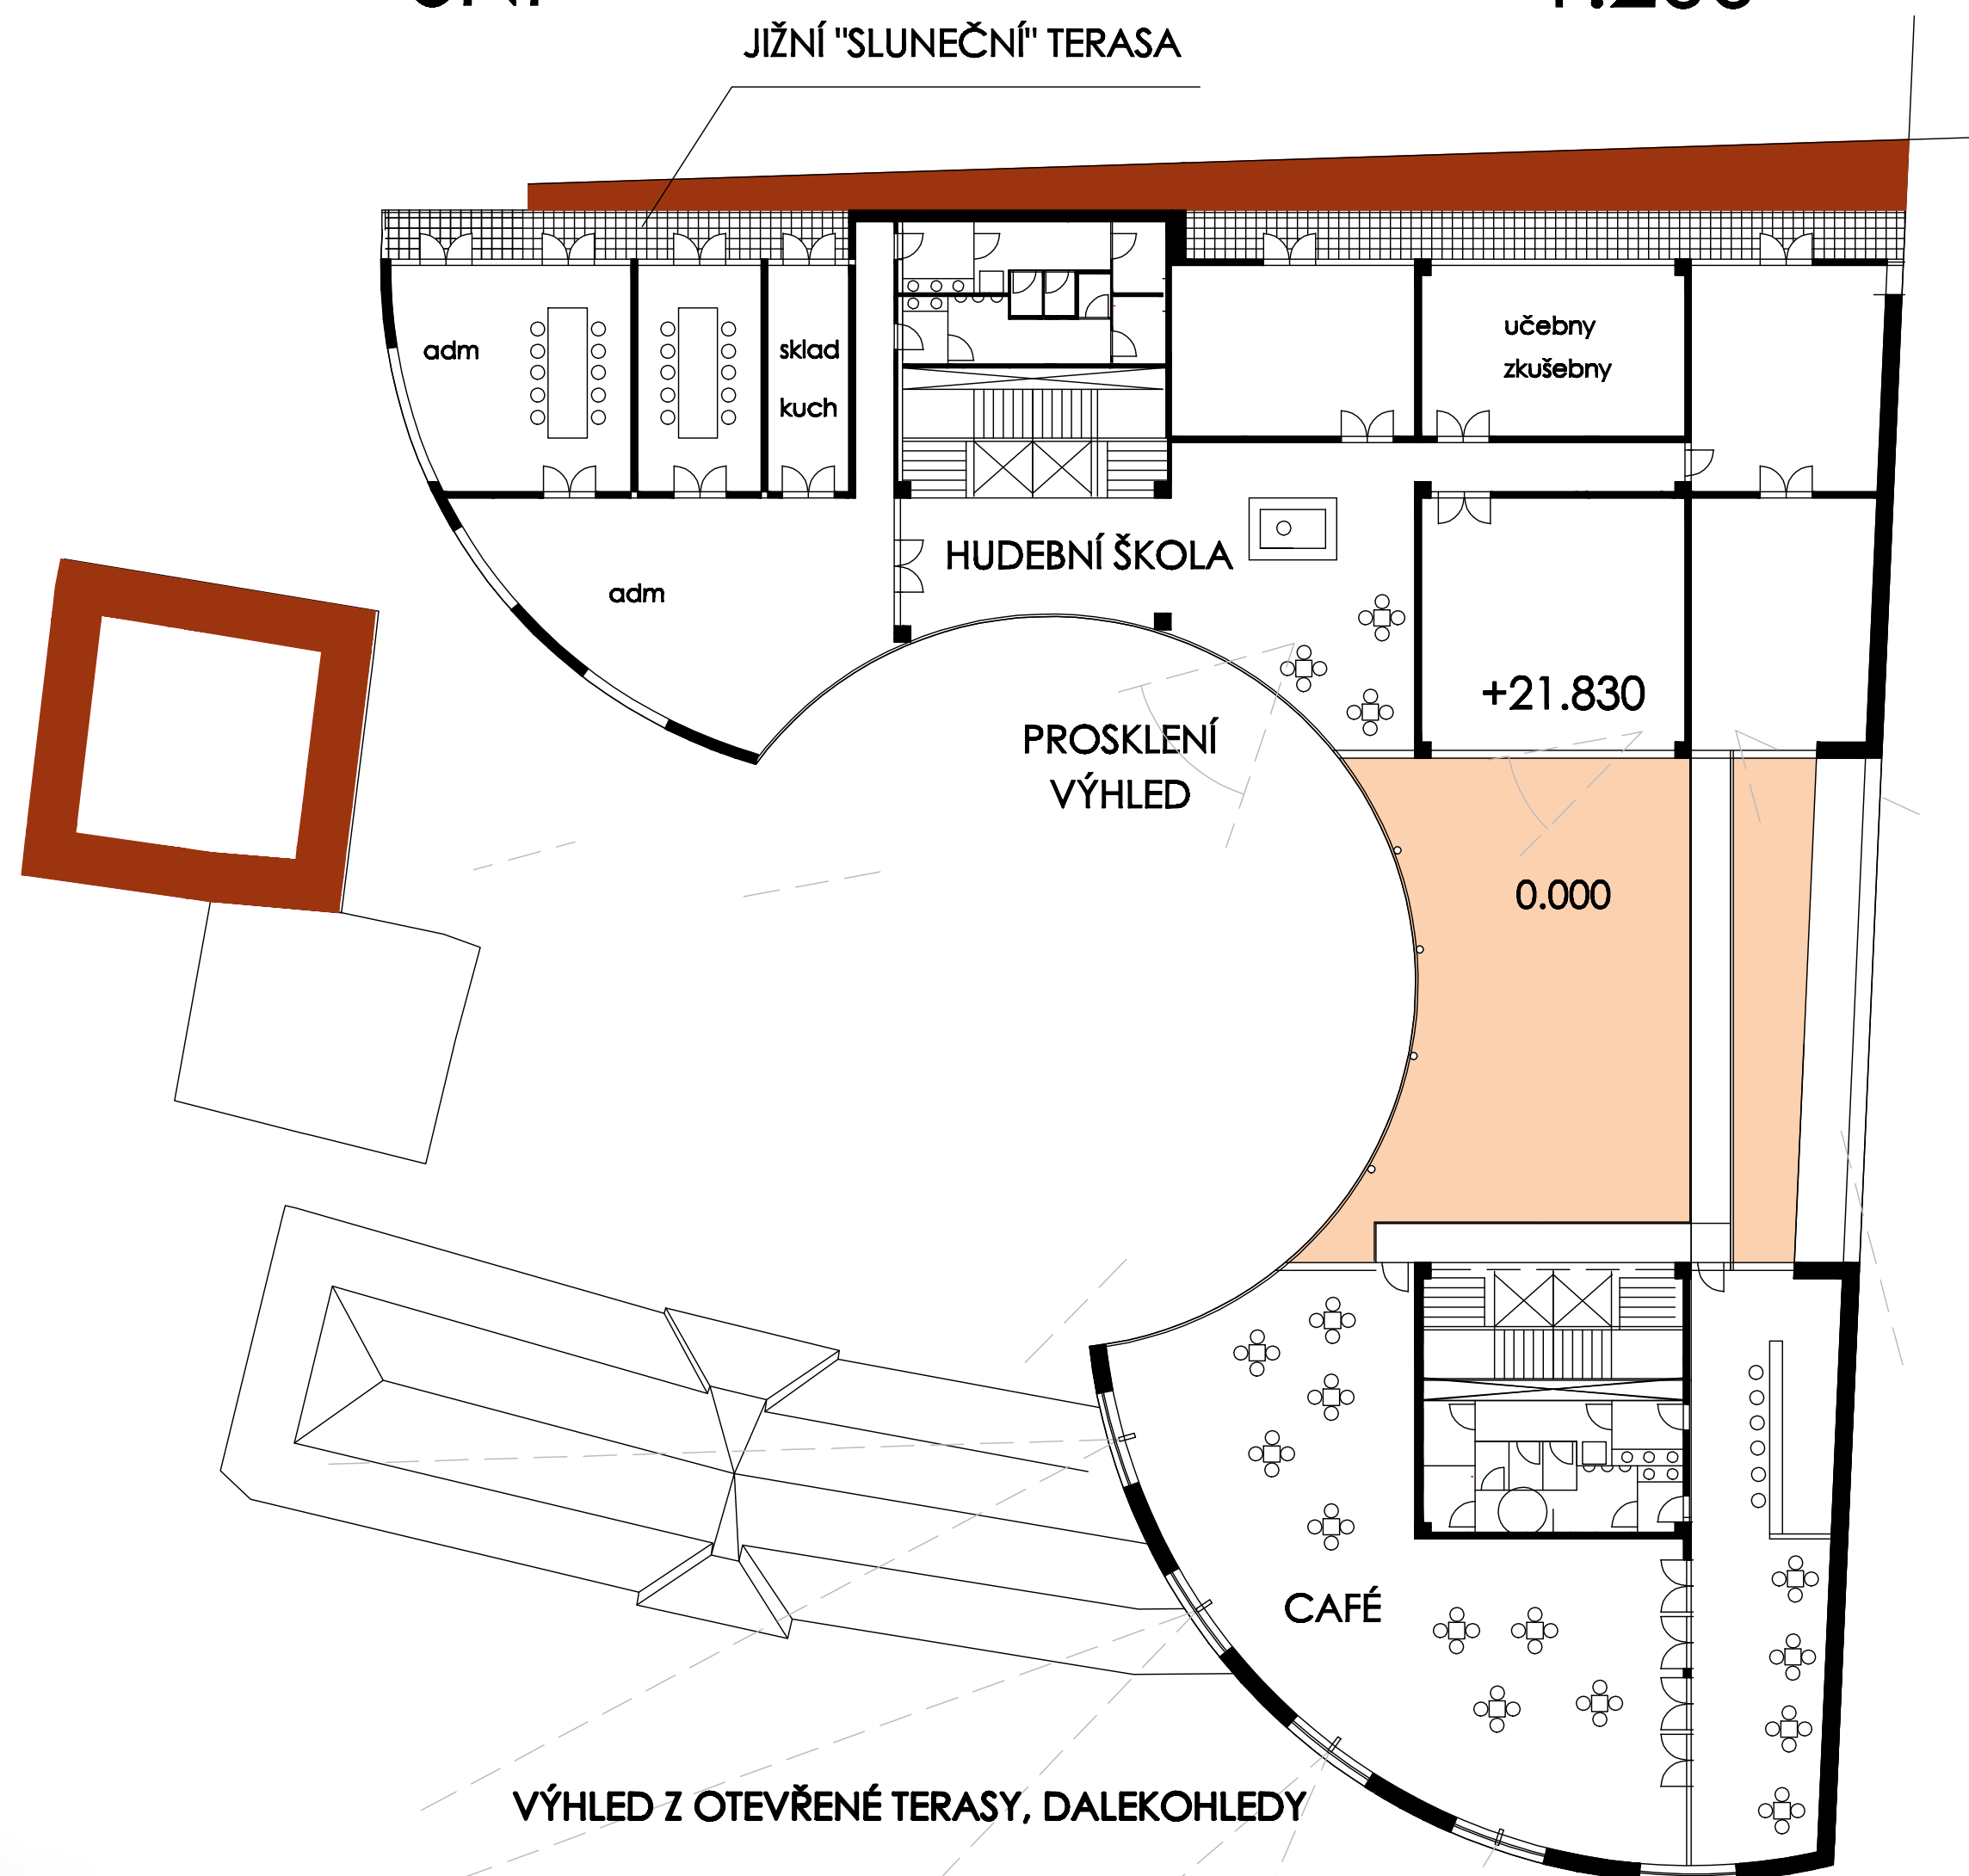 JIŽNÍ "SLUNEČNÍ" TERASA
adm
sklad
kuch
učebny
zkušebny
HUDEBNÍ ŠKOLA
adm
+21.830
PROSKLENÍ
VÝHLED
0.000
CAFÉ
VÝHLED Z OTEVŘENÉ TERASY, DALEKOHLEDY